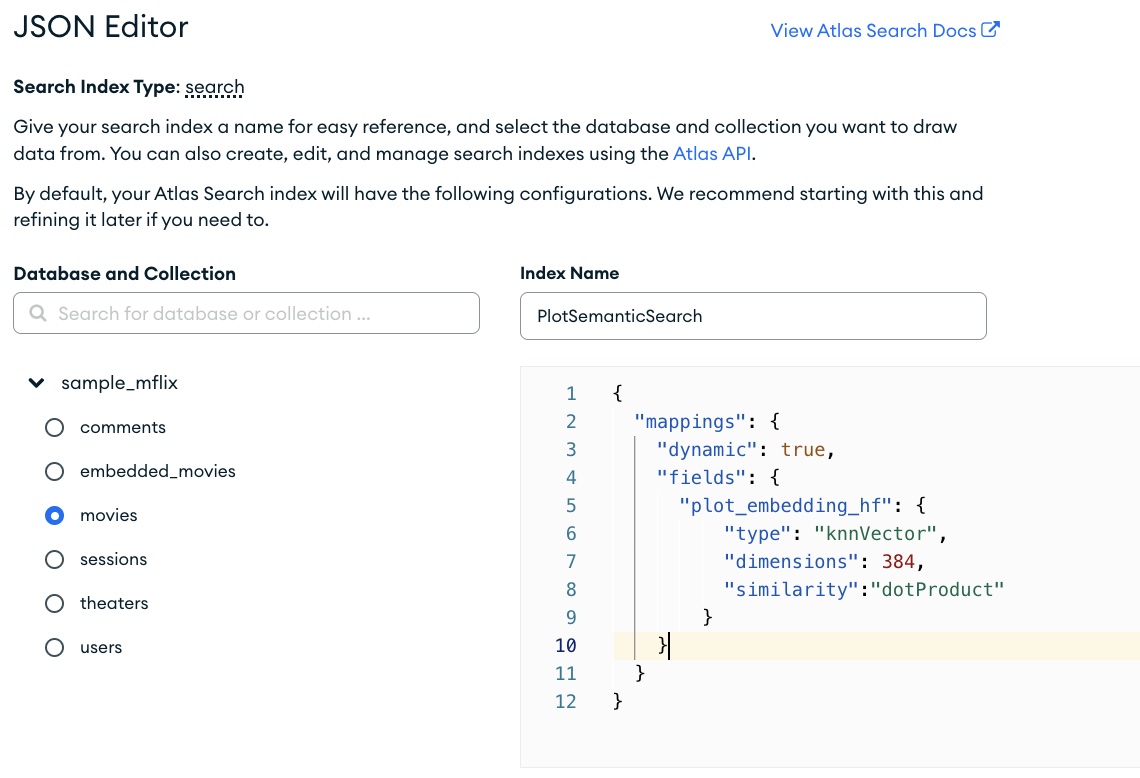 JSON Editor
View Atlas Search Docs
Search Index Type: search
Give your search index a name for easy reference, and select the database and collection you want to draw
data from. You can also create, edit, and manage search indexes using the Atlas API.
By default, your Atlas Search index will have the following configurations. We recommend starting with this and
refining it later if you need to.
Database and Collection
Search for database or collection ...
sample_mflix
comments
embedded_movies
movies
sessions
theaters
users
Index Name
PlotSemanticSearch
1 {
2 "mappings": {
3 "dynamic": true,
4 "fields": {
5 "plot_embedding_hf": {
6 "type": "knnVector",
7 "dimensions": 384,
8 "similarity":"dotProduct"
9 }
10 }
11 }
12 }